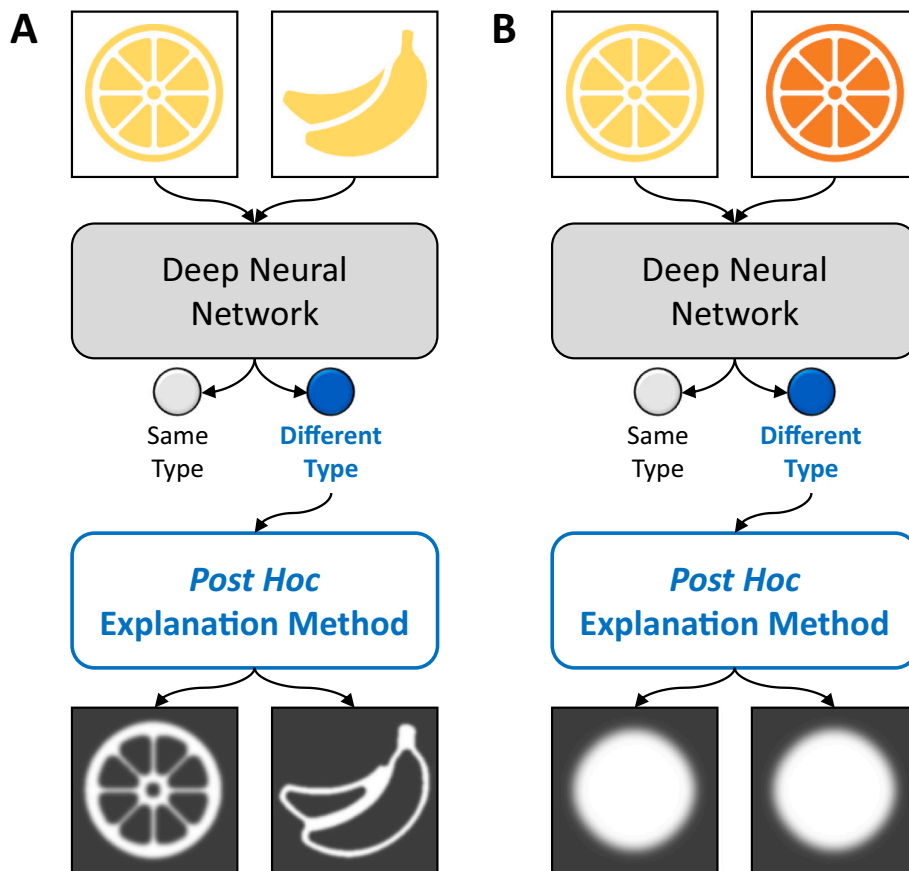 A
Deep Neural
Network
Same
Type
Different
Type
Post Hoc
Explanation Method
B
Deep Neural
Network
Same
Type
Different
Type
Post Hoc
Explanation Method